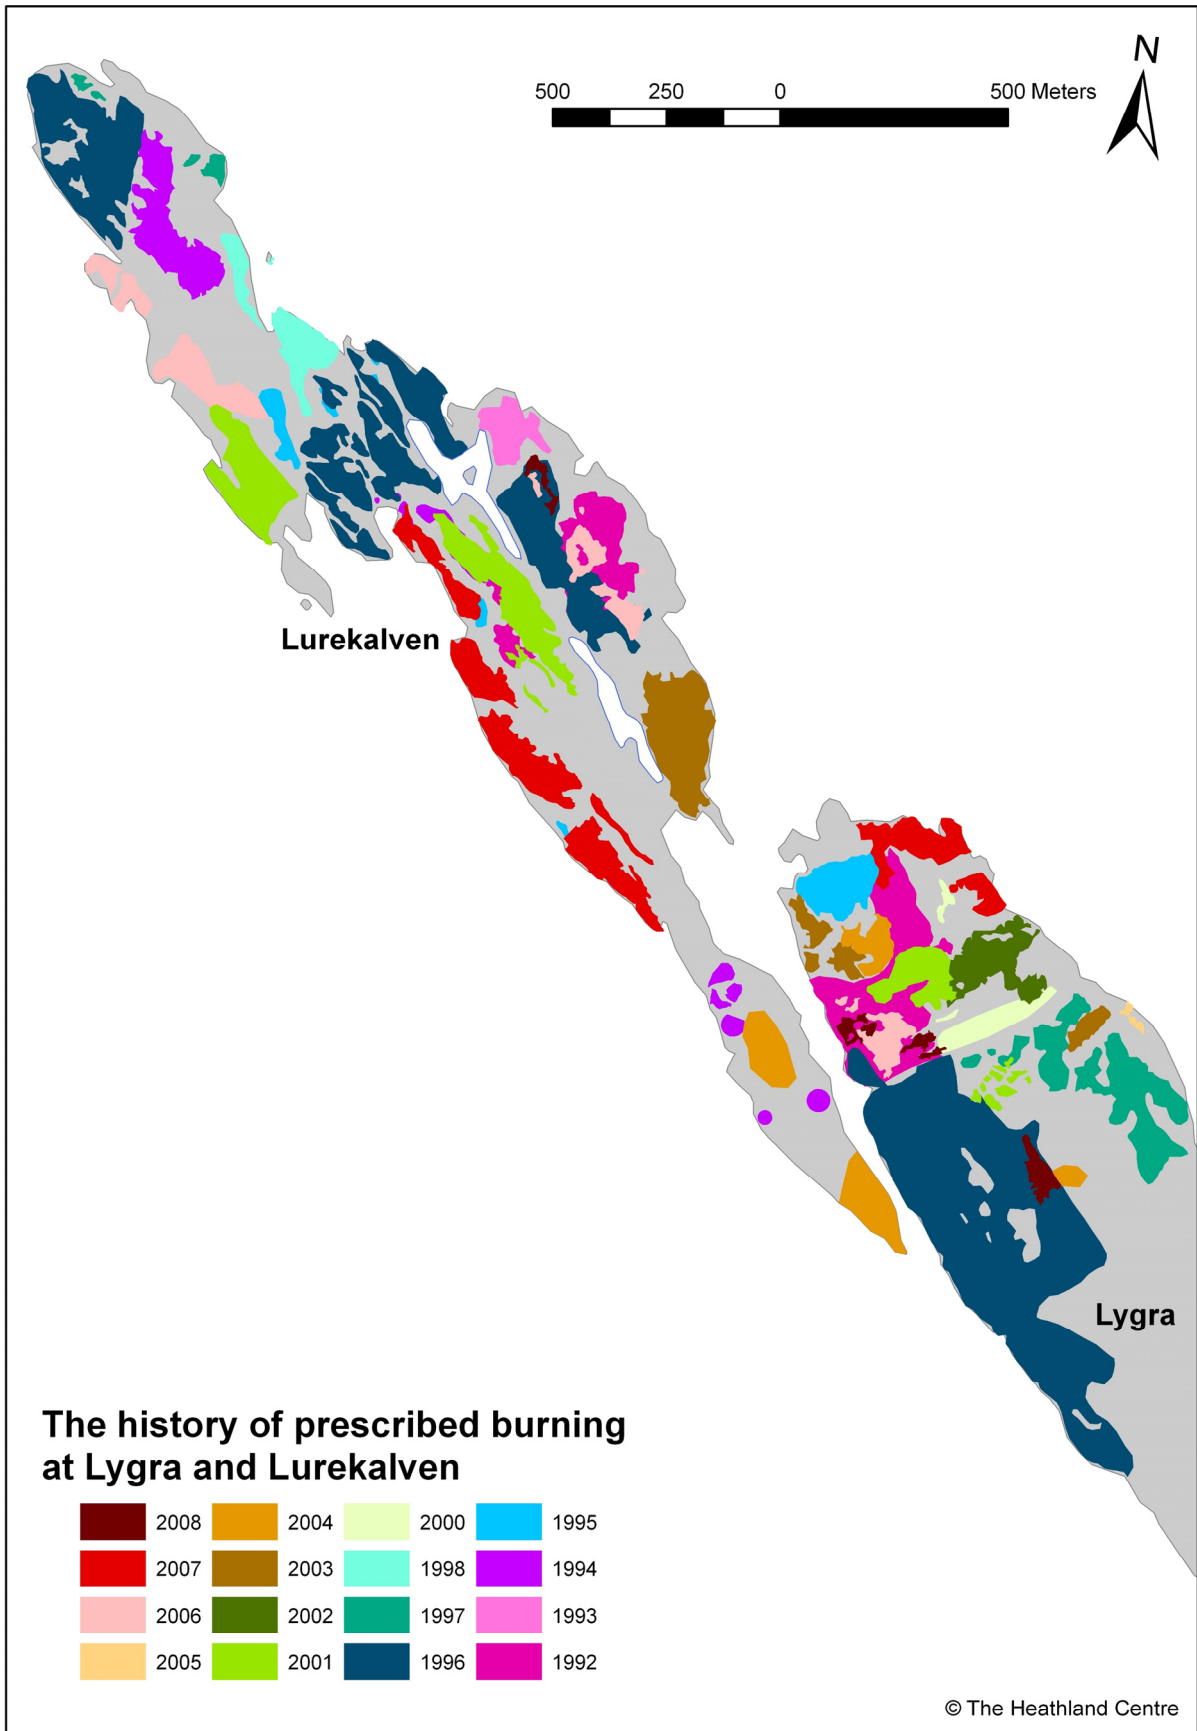 N
500 250 0 500 Meters
Lurekalven
Lygra
The history of prescribed burning
at Lygra and Lurekalven
2008 2004 2000 1995
2007 2003 1998 1994
2006 2002 1997 1993
2005 2001 1996 1992
© The Heathland Centre